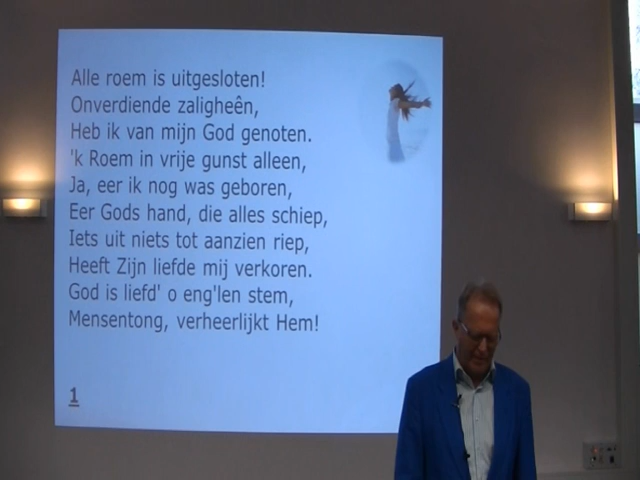 Alle roem is uitgesloten!
Onverdiende zaligheên,
Heb ik van mijn God genoten.
'k Roem in vrije gunst alleen,
Ja, eer ik nog was geboren,
Eer Gods hand, die alles schiep,
Iets uit niets tot aanzien riep,
Heeft Zijn liefde mij verkoren.
God is liefd' o eng'len stem,
Mensentong, verheerlijkt Hem!
1